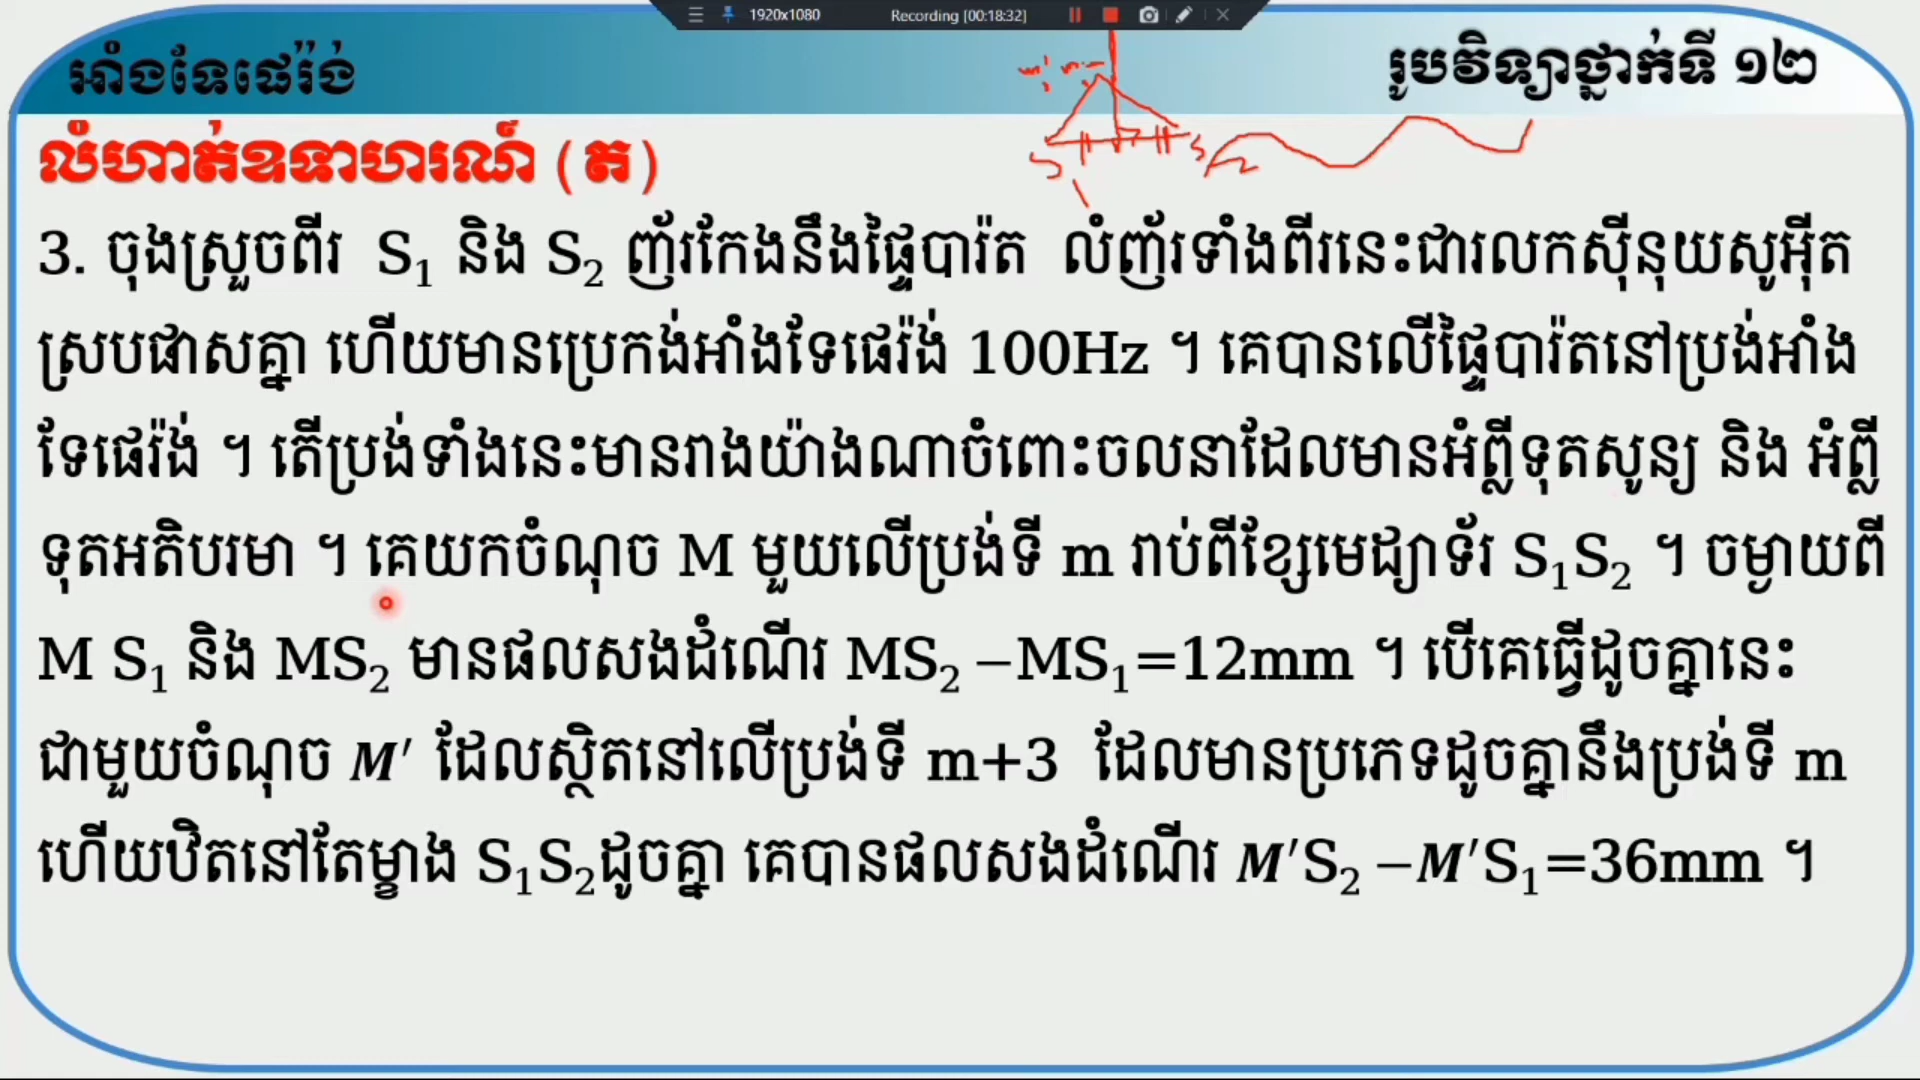 1920x1080 Recording [00:18:32]
អាំងទែផេរ៉ង់
រូបវិទ្យាថ្នាក់ទី ១២
លំហាត់ឧទាហរណ៍ (ត)
3. ចុងស្រួចពីរ S₁ និង S₂ ញ័រកែងនឹងផ្ទៃបារ៉ត លំញ័រទាំងពីរនេះជារលកស៊ីនុយសូអ៊ីត
ស្របផាសគ្នា ហើយមានប្រេកង់អាំងទែផេរ៉ង់ 100Hz ។ គេបានលើផ្ទៃបារ៉តនៅប្រង់អាំង
ទែផេរ៉ង់ ។ តើប្រង់ទាំងនេះមានរាងយ៉ាងណាចំពោះចលនាដែលមានអំព្លីទុតសូន្យ និង អំព្លី
ទុតអតិបរមា ។ គេយកចំណុច M មួយលើប្រង់ទី m រាប់ពីខ្សែមេដ្យាទ័រ S₁S₂ ។ ចម្ងាយពី
M S₁ និង MS₂ មានផលសងដំណើរ MS₂ −MS₁=12mm ។ បើគេធ្វើដូចគ្នានេះ
ជាមួយចំណុច M′ ដែលស្ថិតនៅលើប្រង់ទី m+3 ដែលមានប្រភេទដូចគ្នានឹងប្រង់ទី m
ហើយឋិតនៅតែម្ខាង S₁S₂ដូចគ្នា គេបានផលសងដំណើរ M′S₂ −M′S₁=36mm ។